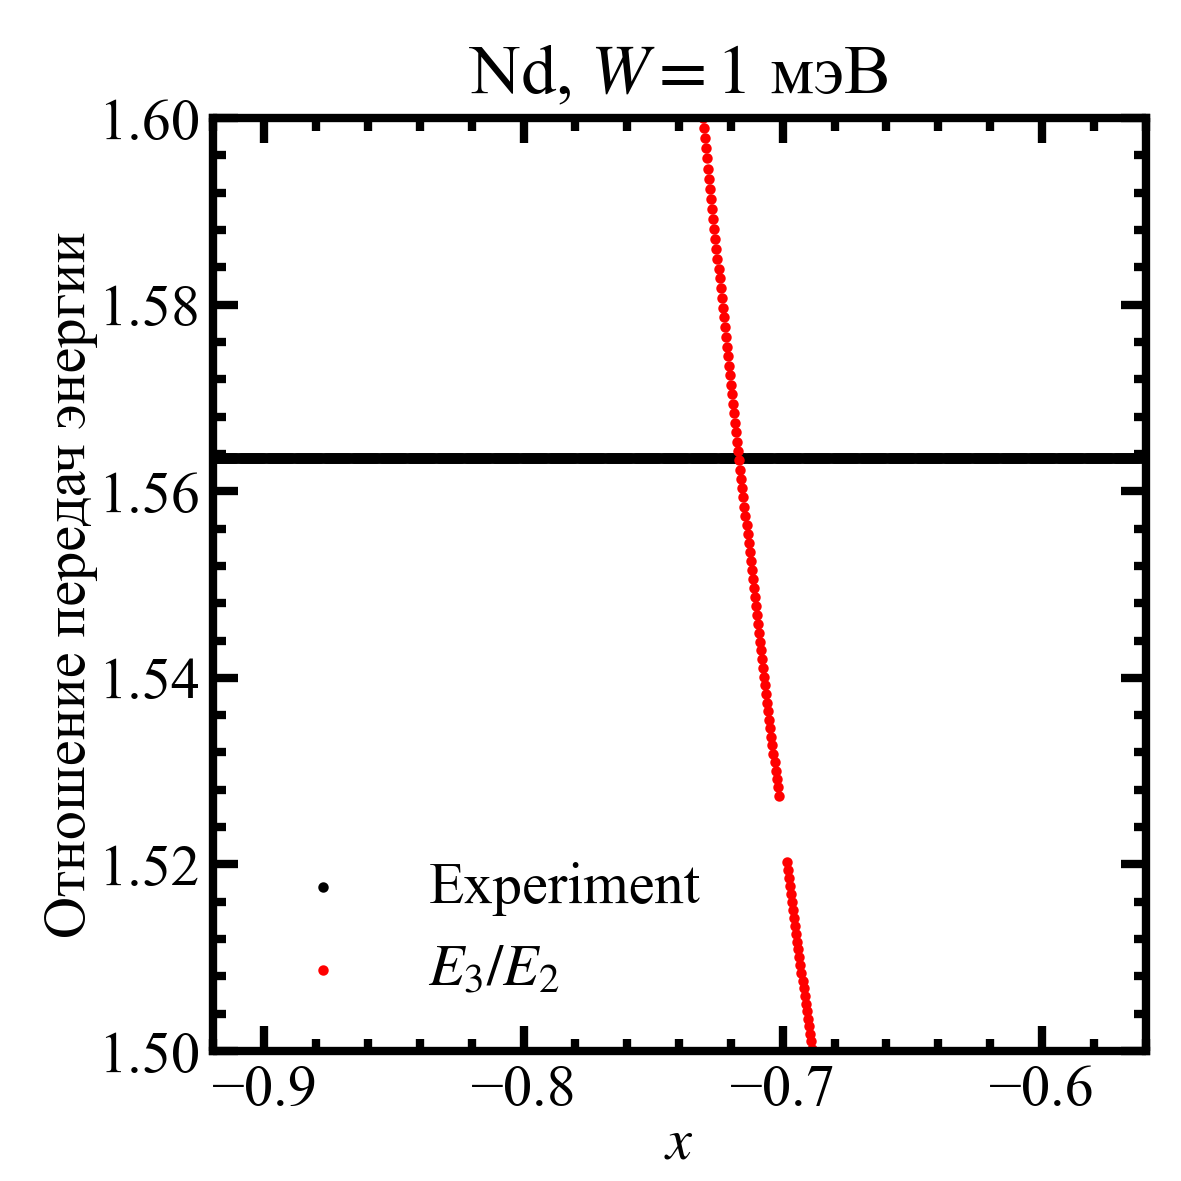 Nd, W = 1 мэВ
Отношение передач энергии
1.60
1.58
1.56
1.54
1.52
1.50
Experiment
E₃/E₂
−0.9 −0.8 −0.7 −0.6
x